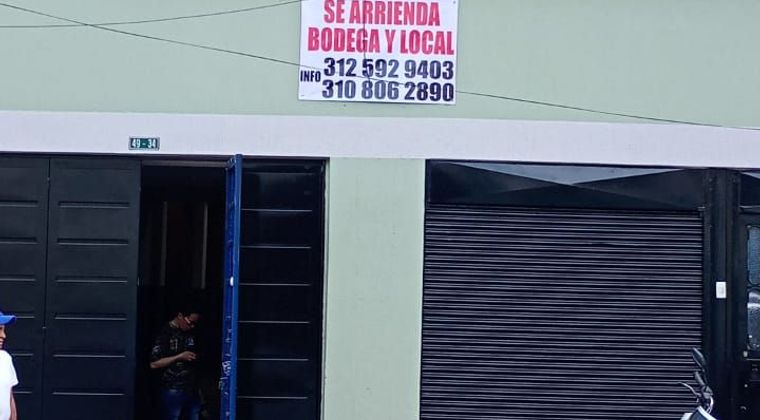 SE ARRIENDA
BODEGA Y LOCAL
INFO 312 592 9403
310 806 2890
49 - 34